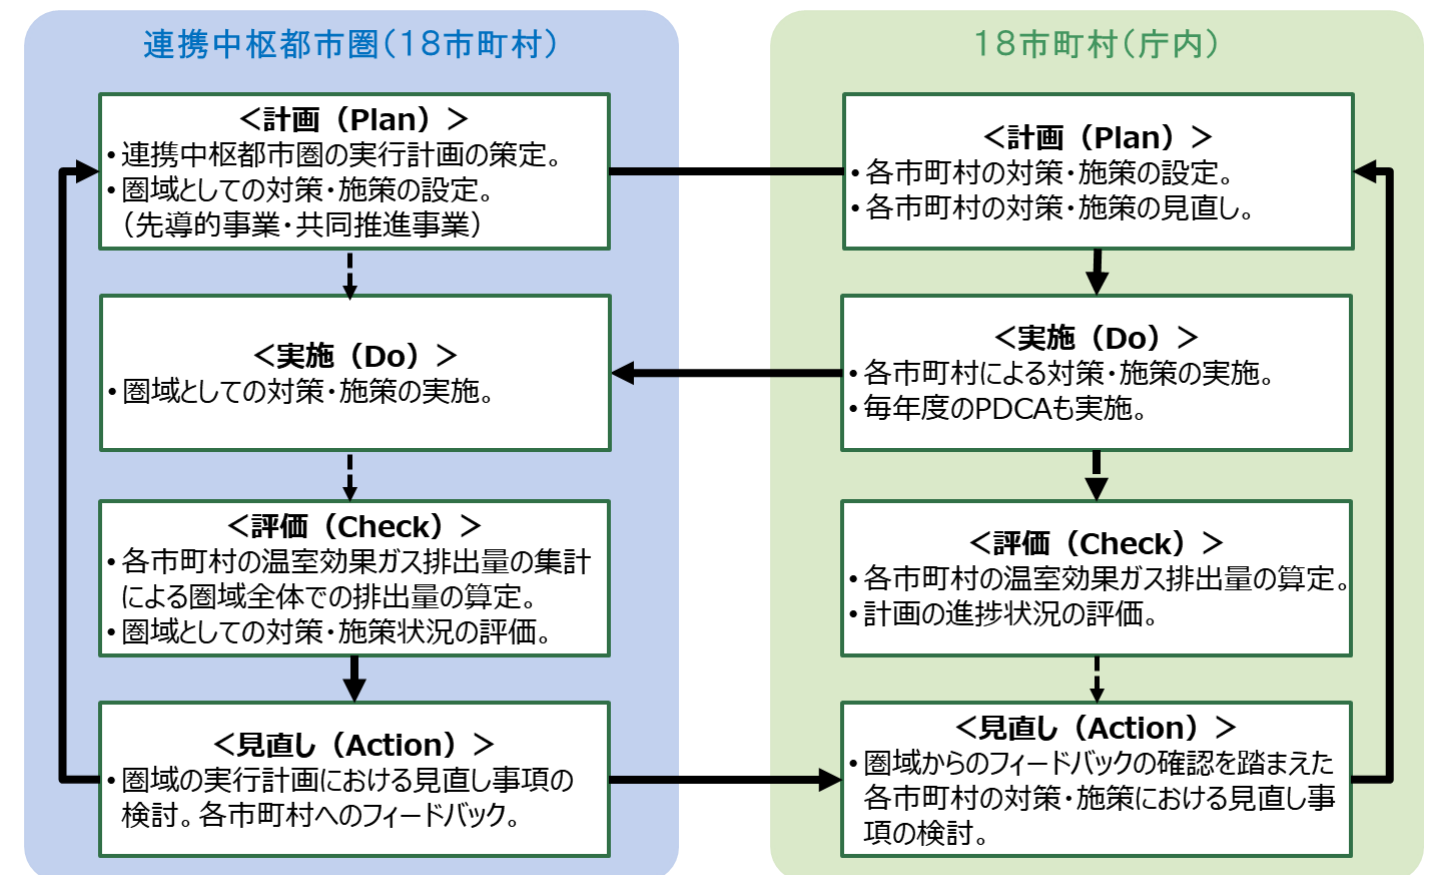 連携中枢都市圏（18市町村）
＜計画（Plan）＞
・連携中枢都市圏の実行計画の策定。
・圏域としての対策・施策の設定。
（先導的事業・共同推進事業）
＜実施（Do）＞
・圏域としての対策・施策の実施。
＜評価（Check）＞
・各市町村の温室効果ガス排出量の集計
による圏域全体での排出量の算定。
・圏域としての対策・施策状況の評価。
＜見直し（Action）＞
・圏域の実行計画における見直し事項の
検討。各市町村へのフィードバック。
18市町村（庁内）
＜計画（Plan）＞
・各市町村の対策・施策の設定。
・各市町村の対策・施策の見直し。
＜実施（Do）＞
・各市町村による対策・施策の実施。
・毎年度のPDCAも実施。
＜評価（Check）＞
・各市町村の温室効果ガス排出量の算定。
・計画の進捗状況の評価。
＜見直し（Action）＞
・圏域からのフィードバックの確認を踏まえた
各市町村の対策・施策における見直し事
項の検討。